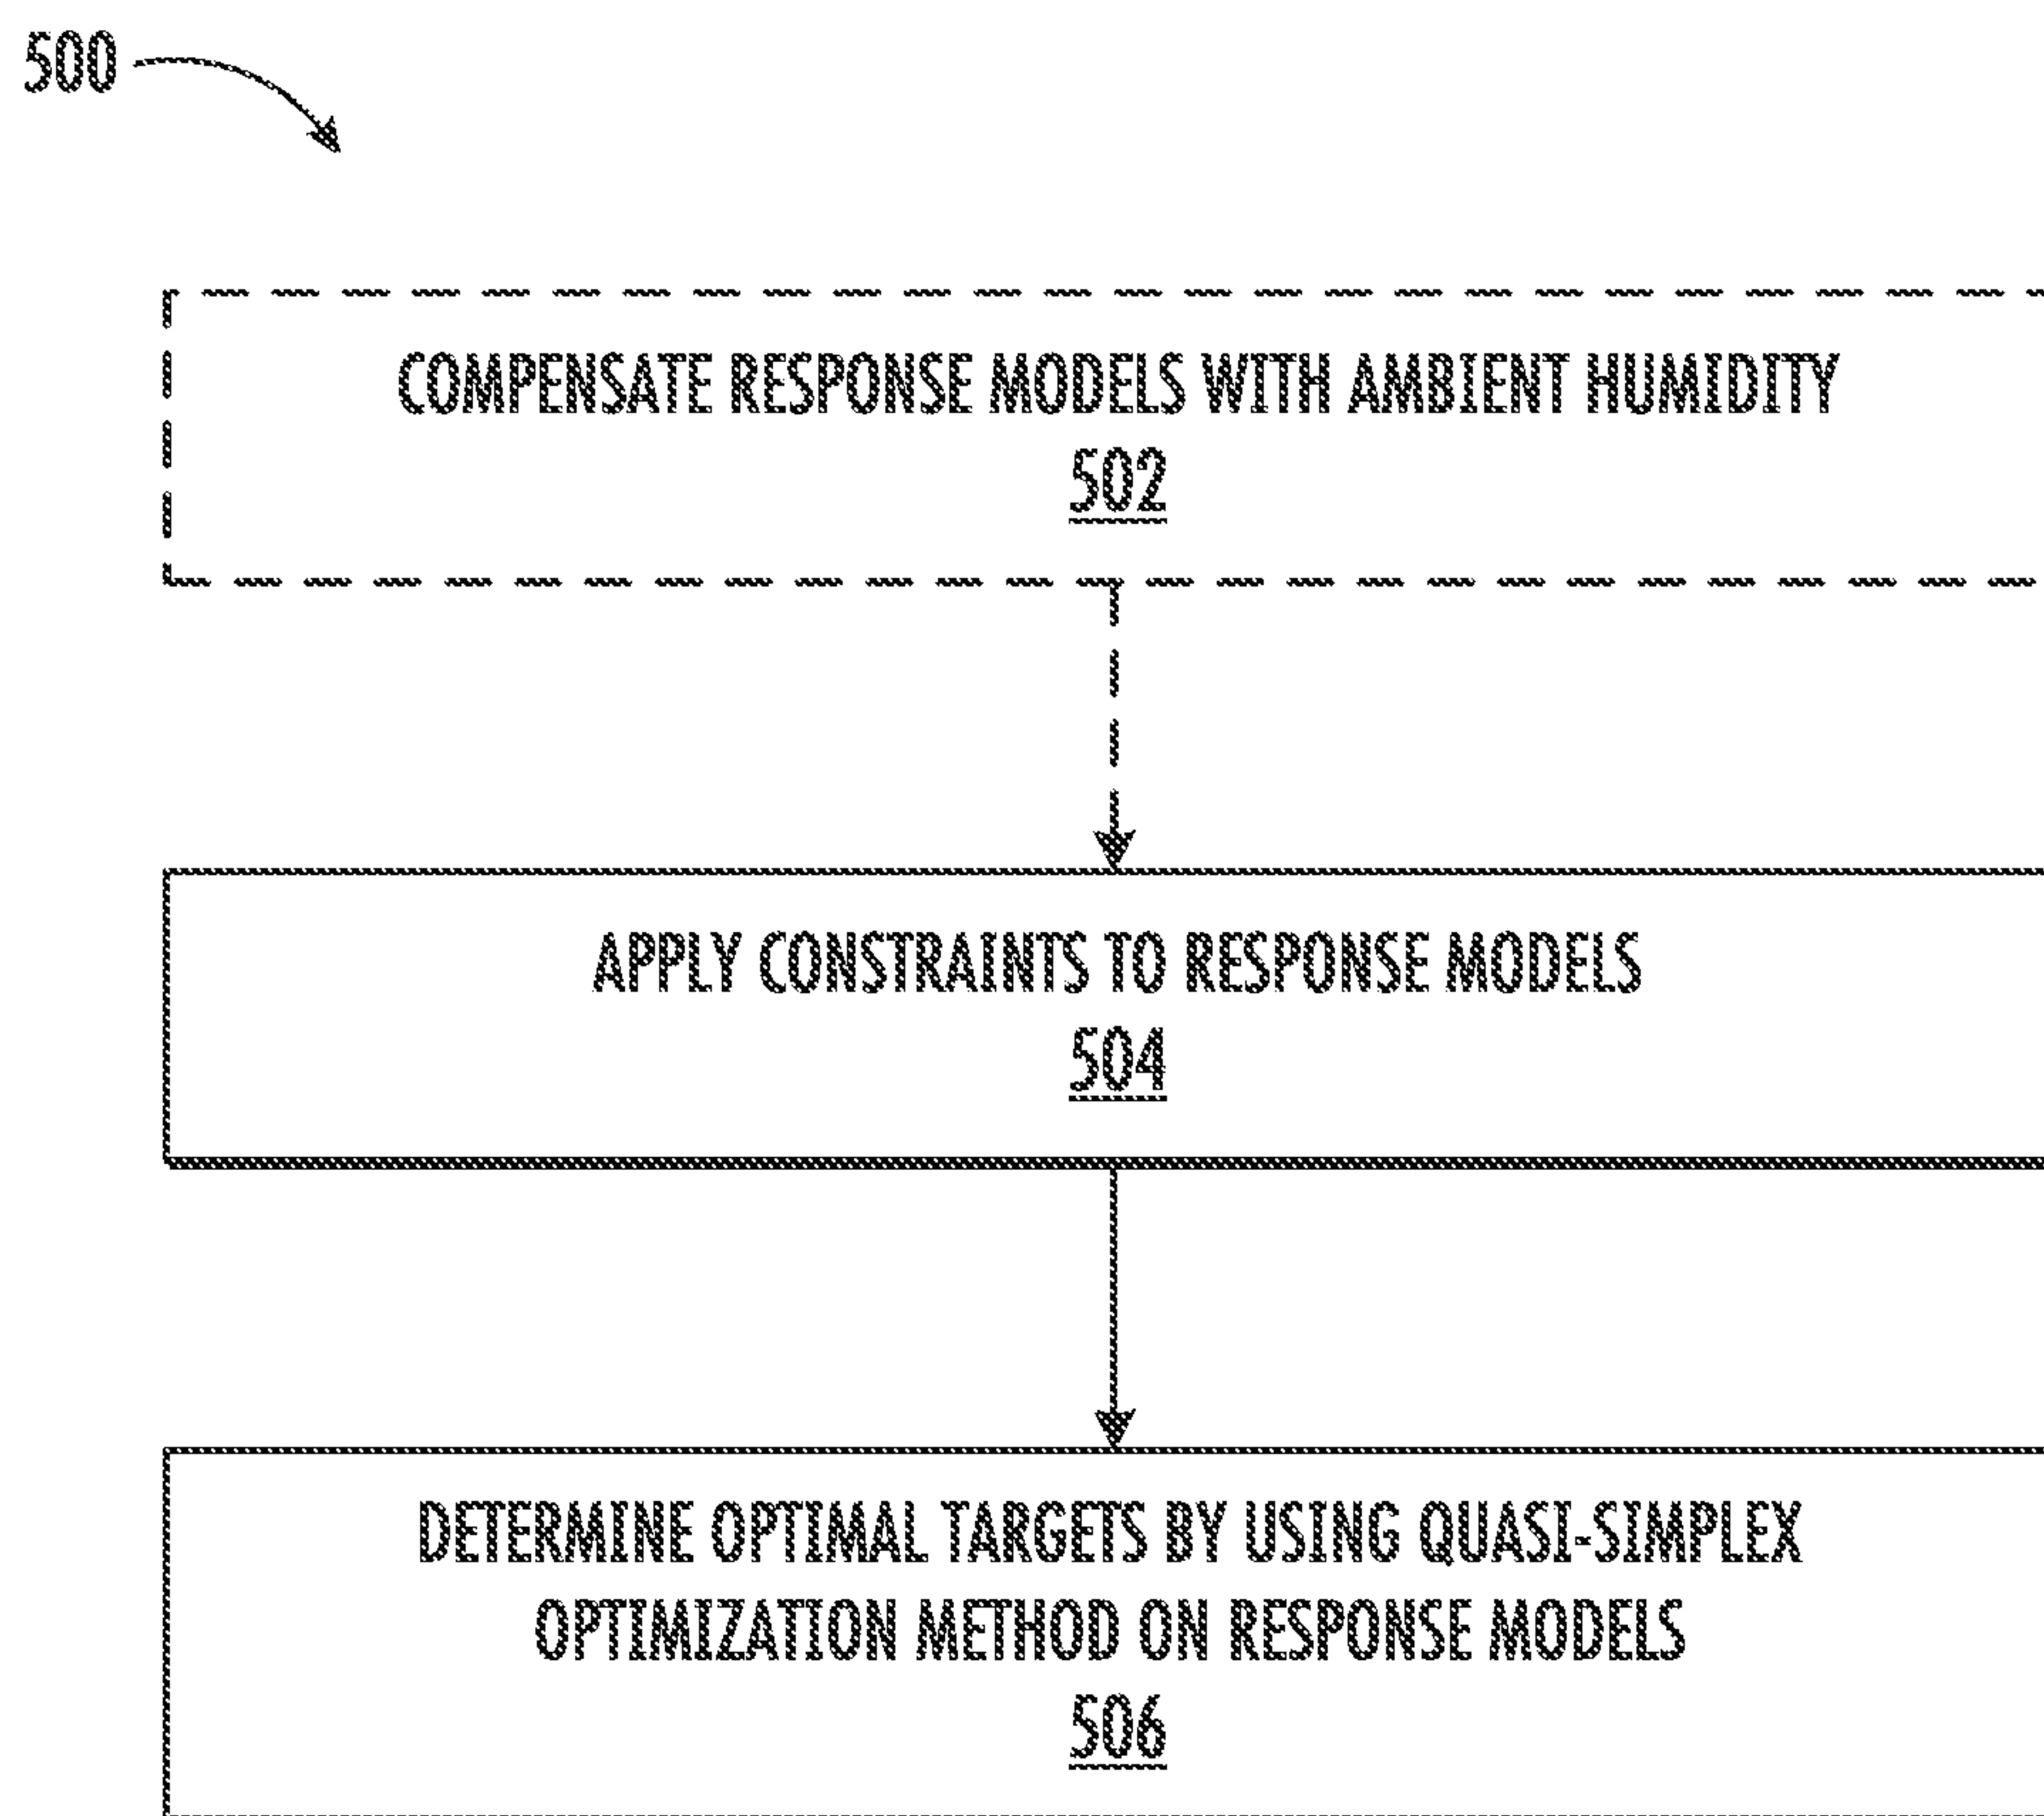 500
COMPENSATE RESPONSE MODELS WITH AMBIENT HUMIDITY
502
APPLY CONSTRAINTS TO RESPONSE MODELS
504
DETERMINE OPTIMAL TARGETS BY USING QUASI-SIMPLEX
OPTIMIZATION METHOD ON RESPONSE MODELS
506